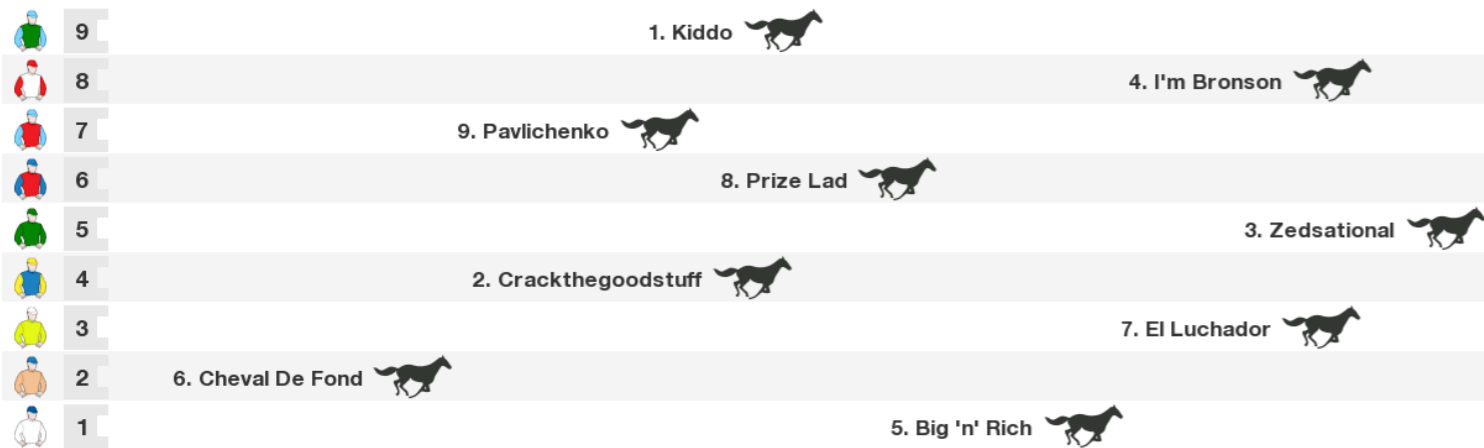 9 1. Kiddo
8 4. I'm Bronson
7 9. Pavlichenko
6 8. Prize Lad
5 3. Zedsational
4 2. Crackthegoodstuff
3 7. El Luchador
2 6. Cheval De Fond
1 5. Big 'n' Rich